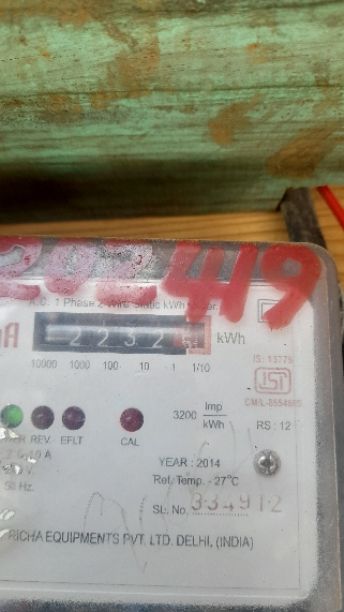 202419
A.C. 1 Phase 2 Wire Static kWh Meter
kWh
10000 1000 100 10 1 1/10
IS: 13779
ISI
REV. EFLT CAL
3200 Imp/kWh
RS: 12
YEAR: 2014
50 Hz.
Ref. Temp. -27°C
SL. No. 334912
RICHA EQUIPMENTS PVT. LTD. DELHI, (INDIA)